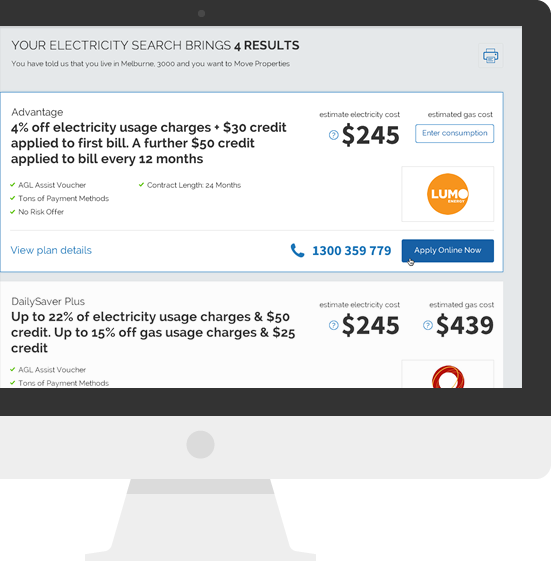 YOUR ELECTRICITY SEARCH BRINGS 4 RESULTS
You have told us that you live in Melburne, 3000 and you want to Move Properties
Advantage
4% off electricity usage charges + $30 credit
applied to first bill. A further $50 credit
applied to bill every 12 months
estimate electricity cost
? $245
estimated gas cost
Enter consumption
AGL Assist Voucher
Contract Length: 24 Months
Tons of Payment Methods
No Risk Offer
LUMO
ENERGY
View plan details
1300 359 779
Apply Online Now
DailySaver Plus
Up to 22% of electricity usage charges & $50
credit. Up to 15% off gas usage charges & $25
credit
estimate electricity cost
? $245
estimated gas cost
? $439
AGL Assist Voucher
Tons of Payment Methods